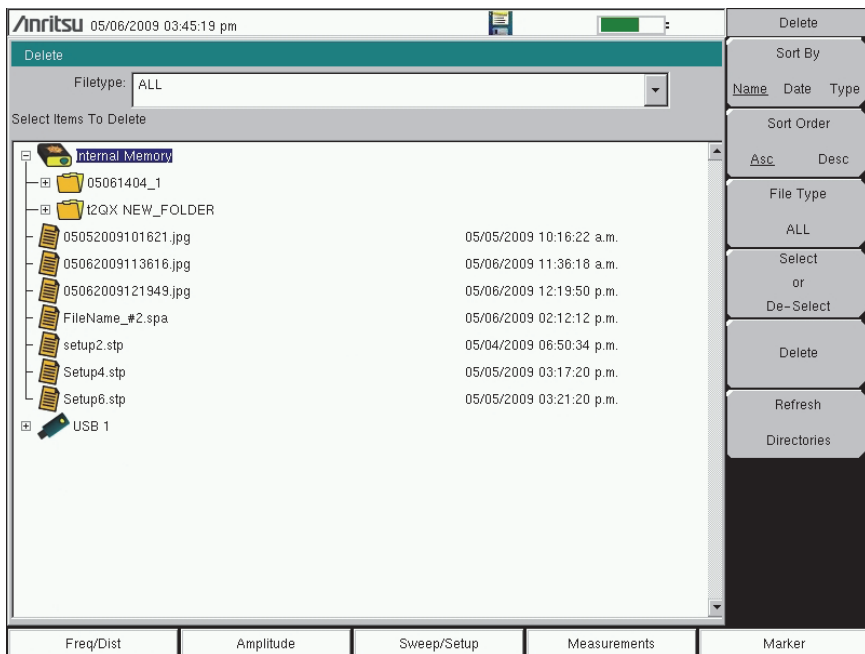 Anritsu 05/06/2009 03:45:19 pm
Delete
Filetype: ALL
Select Items To Delete
Internal Memory
05061404_1
t2QX NEW_FOLDER
05052009101621.jpg 05/05/2009 10:16:22 a.m.
05062009113616.jpg 05/06/2009 11:36:18 a.m.
05062009121949.jpg 05/06/2009 12:19:50 p.m.
FileName_#2.spa 05/06/2009 02:12:12 p.m.
setup2.stp 05/04/2009 06:50:34 p.m.
Setup4.stp 05/05/2009 03:17:20 p.m.
Setup6.stp 05/05/2009 03:21:20 p.m.
USB 1
Delete
Sort By
Name Date Type
Sort Order
Asc Desc
File Type
ALL
Select
or
De-Select
Delete
Refresh
Directories
Freq/Dist Amplitude Sweep/Setup Measurements Marker